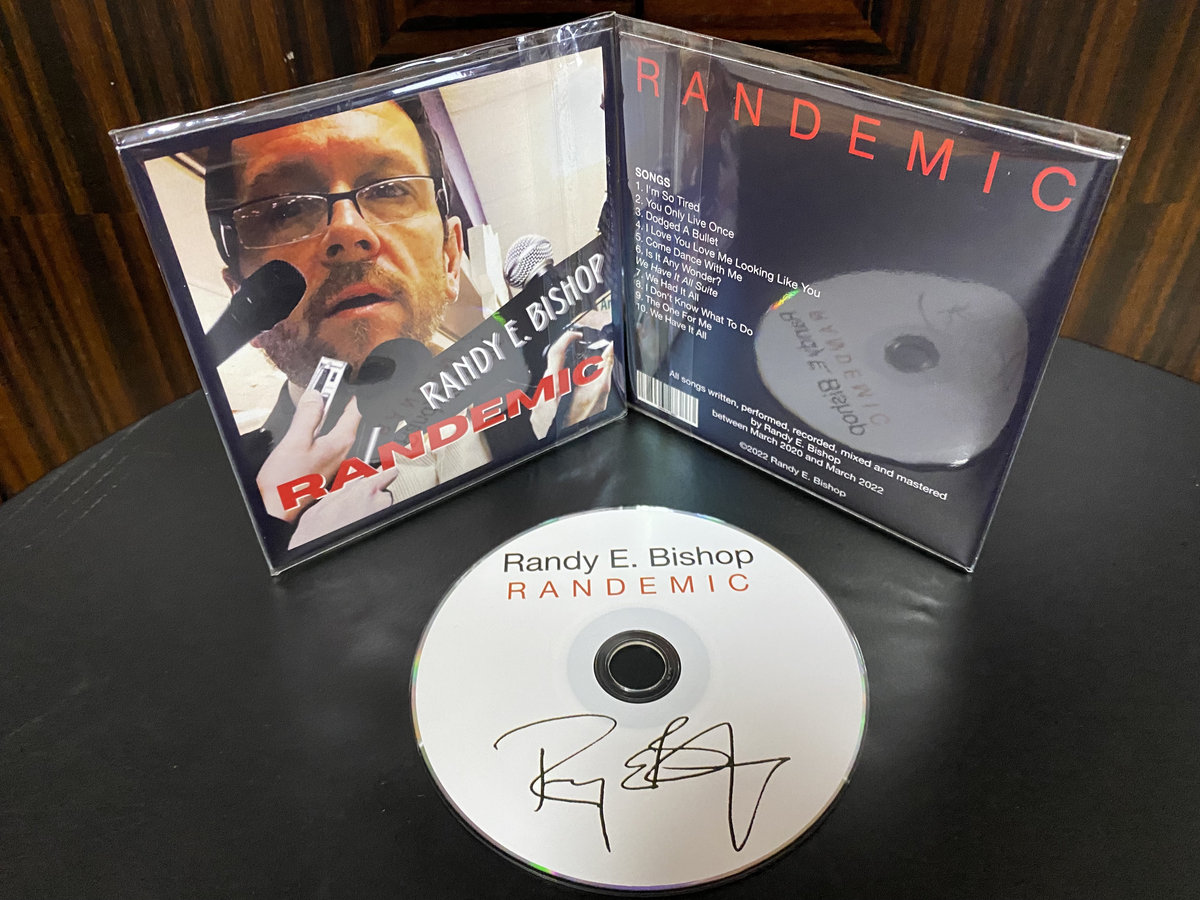 RANDY E. BISHOP
RANDEMIC
RANDEMIC
SONGS
1. I'm So Tired
2. You Only Live Once
3. Dodged A Bullet
4. I Love You Love Me Looking Like You
5. Come Dance With Me
6. Is It Any Wonder?
We Have It All Suite
7. We Had It All
8. I Don't Know What To Do
9. The One For Me
10. We Have It All
All songs written, performed, recorded, mixed and mastered
by Randy E. Bishop
between March 2020 and March 2022
©2022 Randy E. Bishop
Randy E. Bishop
RANDEMIC